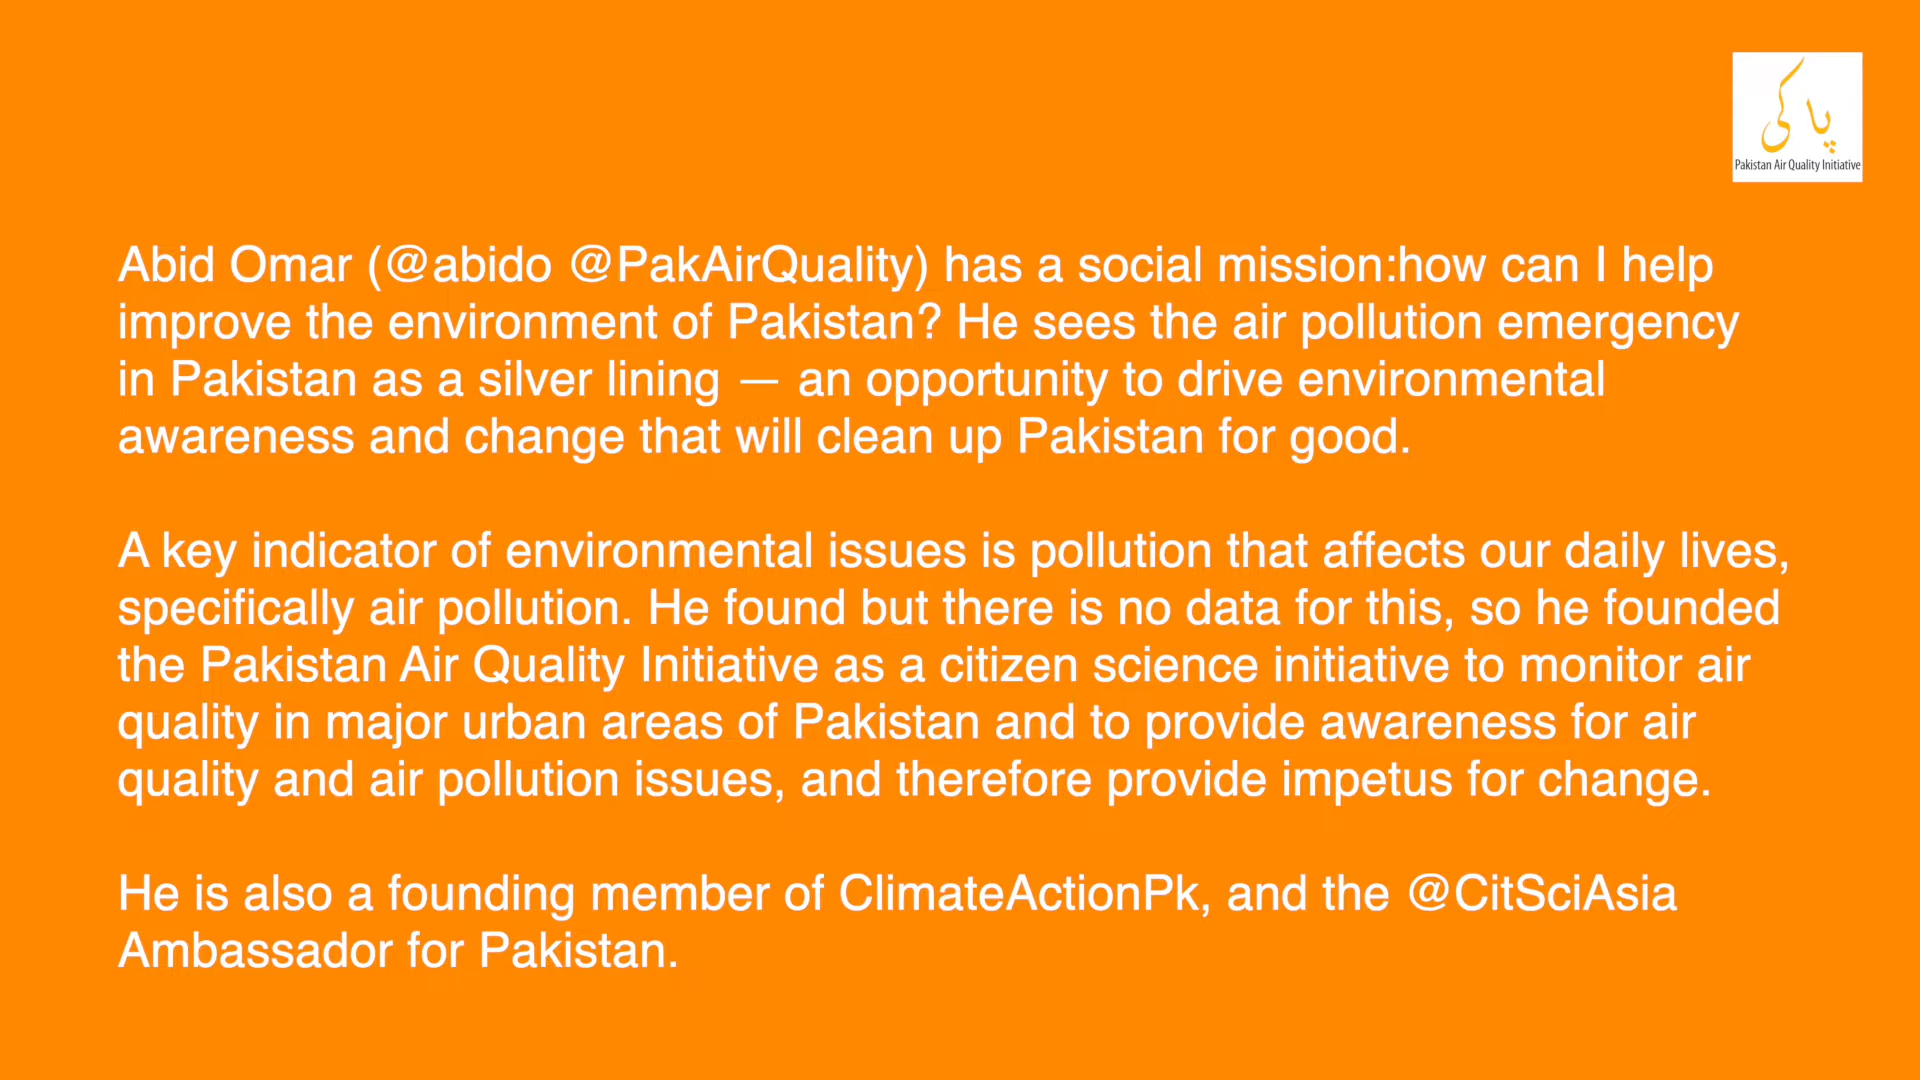 پاکی
Pakistan Air Quality Initiative
Abid Omar (@abido @PakAirQuality) has a social mission:how can I help
improve the environment of Pakistan? He sees the air pollution emergency
in Pakistan as a silver lining — an opportunity to drive environmental
awareness and change that will clean up Pakistan for good.
A key indicator of environmental issues is pollution that affects our daily lives,
specifically air pollution. He found but there is no data for this, so he founded
the Pakistan Air Quality Initiative as a citizen science initiative to monitor air
quality in major urban areas of Pakistan and to provide awareness for air
quality and air pollution issues, and therefore provide impetus for change.
He is also a founding member of ClimateActionPk, and the @CitSciAsia
Ambassador for Pakistan.